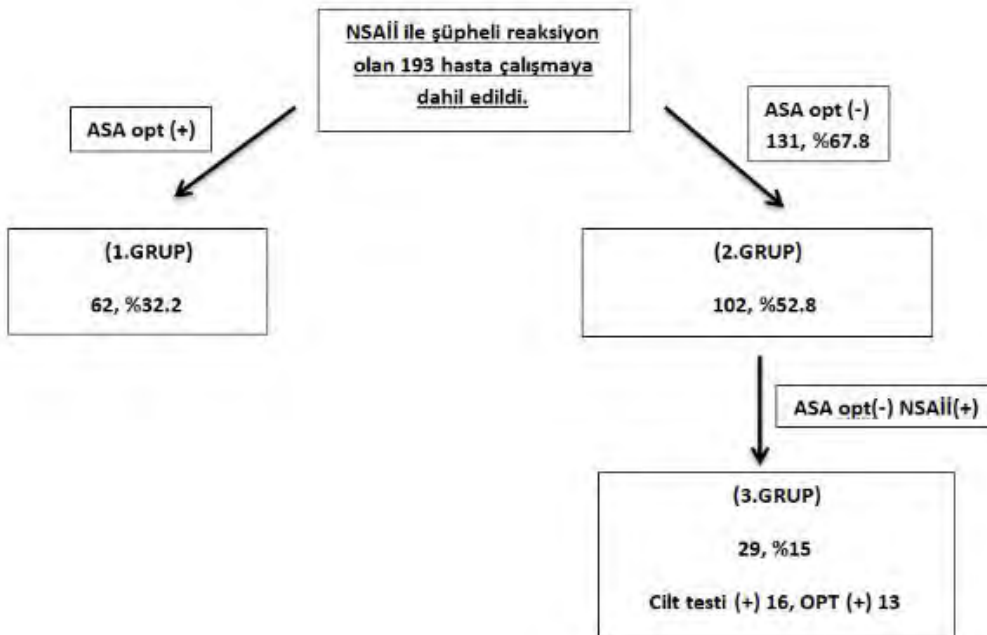 NSAİİ ile şüpheli reaksiyon
olan 193 hasta çalışmaya
dahil edildi.
ASA opt (+)
ASA opt (-)
131, %67.8
(1.GRUP)
62, %32.2
(2.GRUP)
102, %52.8
ASA opt(-) NSAİİ(+)
(3.GRUP)
29, %15
Cilt testi (+) 16, OPT (+) 13